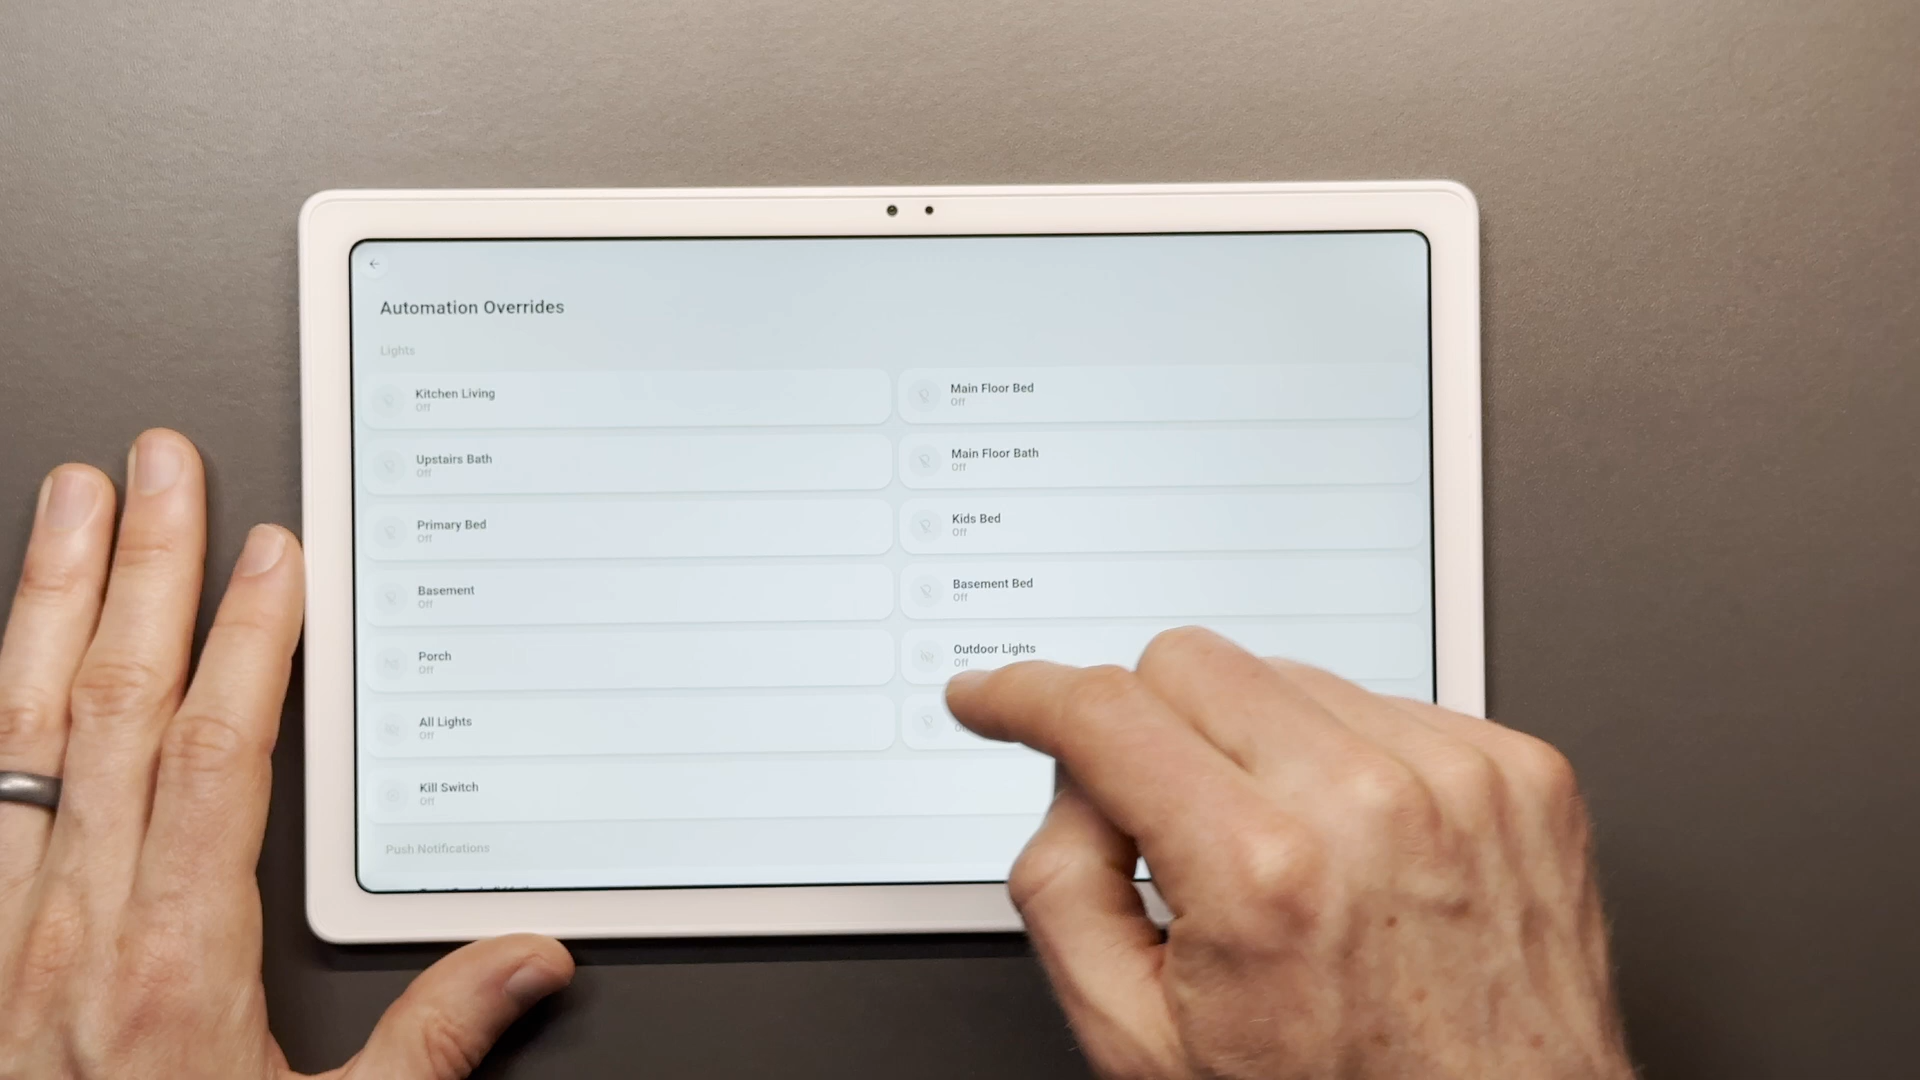 Automation Overrides
Lights
Kitchen Living
Off
Main Floor Bed
Off
Upstairs Bath
Off
Main Floor Bath
Off
Primary Bed
Off
Kids Bed
Off
Basement
Off
Basement Bed
Off
Porch
Off
Outdoor Lights
Off
All Lights
Off
Kill Switch
Off
Push Notifications